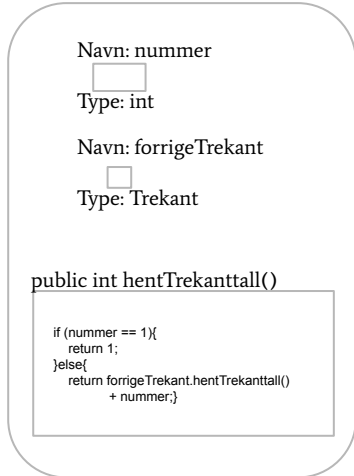 Navn: nummer
Type: int
Navn: forrigeTrekant
Type: Trekant
public int hentTrekanttall()
if (nummer == 1){
return 1;
}else{
return forrigeTrekant.hentTrekanttall()
+ nummer;}